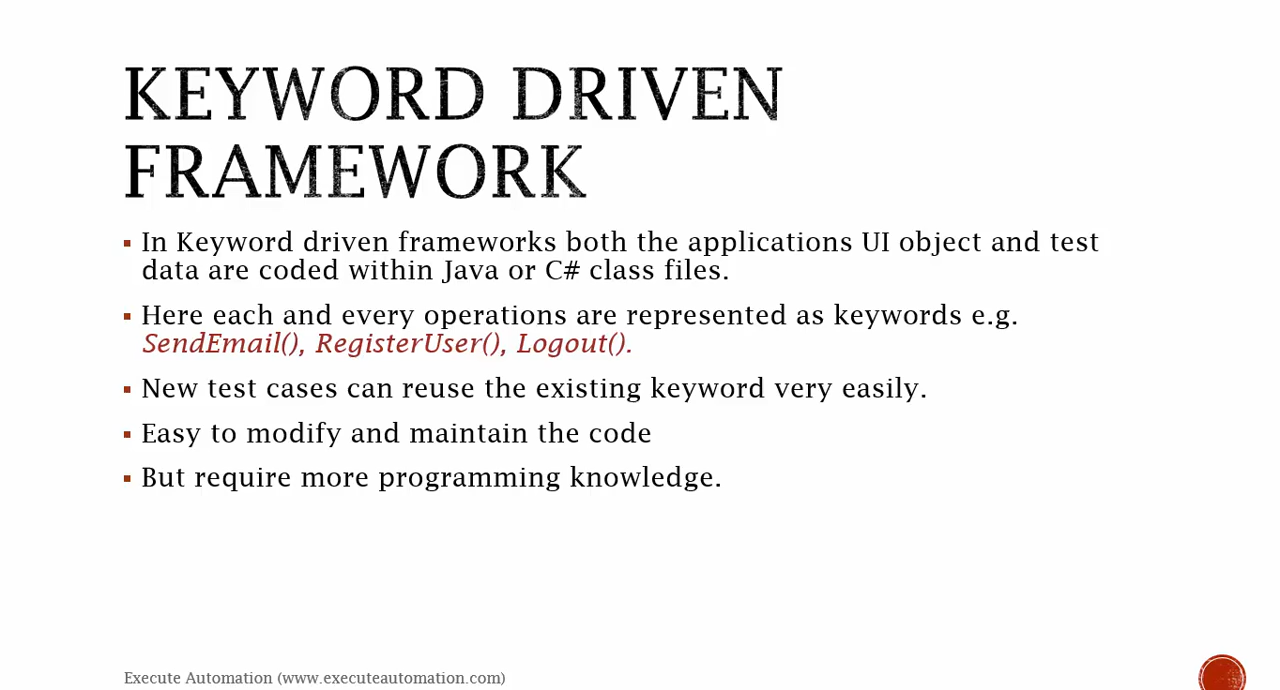 KEYWORD DRIVEN
FRAMEWORK
▪ In Keyword driven frameworks both the applications UI object and test
data are coded within Java or C# class files.
▪ Here each and every operations are represented as keywords e.g.
SendEmail(), RegisterUser(), Logout().
▪ New test cases can reuse the existing keyword very easily.
▪ Easy to modify and maintain the code
▪ But require more programming knowledge.
Execute Automation (www.executeautomation.com)